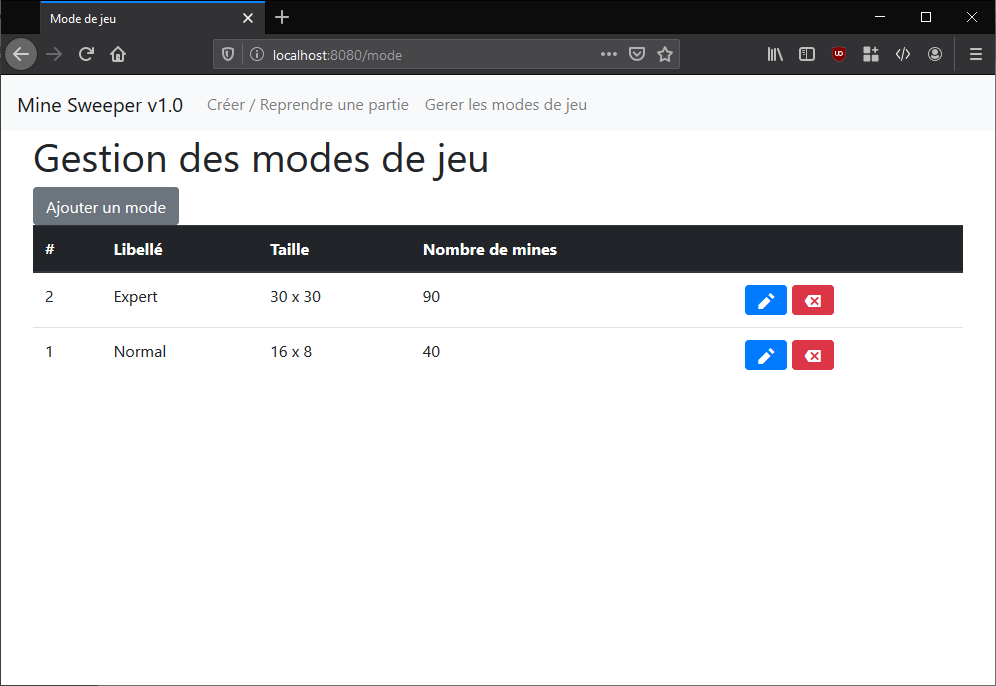 Mode de jeu
localhost:8080/mode
Mine Sweeper v1.0 Créer / Reprendre une partie Gerer les modes de jeu
Gestion des modes de jeu
Ajouter un mode
# Libellé Taille Nombre de mines
2 Expert 30 x 30 90
1 Normal 16 x 8 40